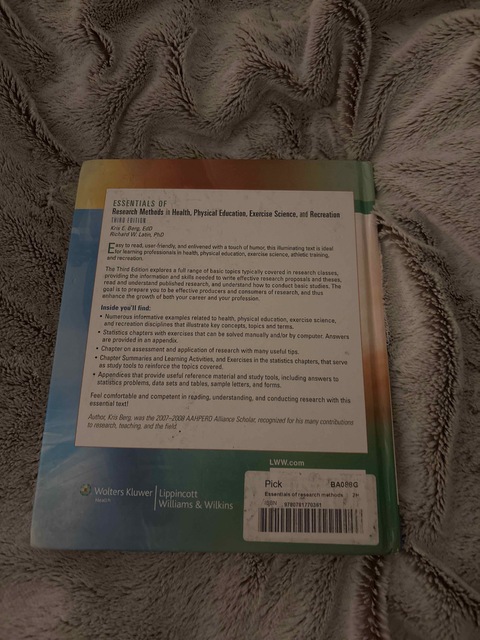 ESSENTIALS OF
Research Methods in Health, Physical Education, Exercise Science, and Recreation
THIRD EDITION
Kris E. Berg, EdD
Richard W. Latin, PhD
Easy to read, user-friendly, and enlivened with a touch of humor, this illuminating text is ideal
for learning professionals in health, physical education, exercise science, athletic training,
and recreation.
The Third Edition explores a full range of basic topics typically covered in research classes,
providing the information and skills needed to write effective research proposals and theses,
read and understand published research, and understand how to conduct basic studies. The
goal is to prepare you to be effective producers and consumers of research, and thus
enhance the growth of both your career and your profession.
Inside you'll find:
• Numerous informative examples related to health, physical education, exercise science,
and recreation disciplines that illustrate key concepts, topics and terms.
• Statistics chapters with exercises that can be solved manually and/or by computer. Answers
are provided in an appendix.
• Chapter on assessment and application of research with many useful tips.
• Chapter Summaries and Learning Activities, and Exercises in the statistics chapters, that serve
as study tools to reinforce the topics covered.
• Appendices that provide useful reference material and study tools, including answers to
statistics problems, data sets and tables, sample letters, and forms.
Feel comfortable and competent in reading, understanding, and conducting research with this
essential text!
Author, Kris Berg, was the 2007-2008 AAHPERD Alliance Scholar, recognized for his many contributions
to research, teaching, and the field.
LWW.com
Wolters Kluwer
Health
Lippincott
Williams & Wilkins
Pick BA088G
Essentials of research methods
ISBN 9780781770361